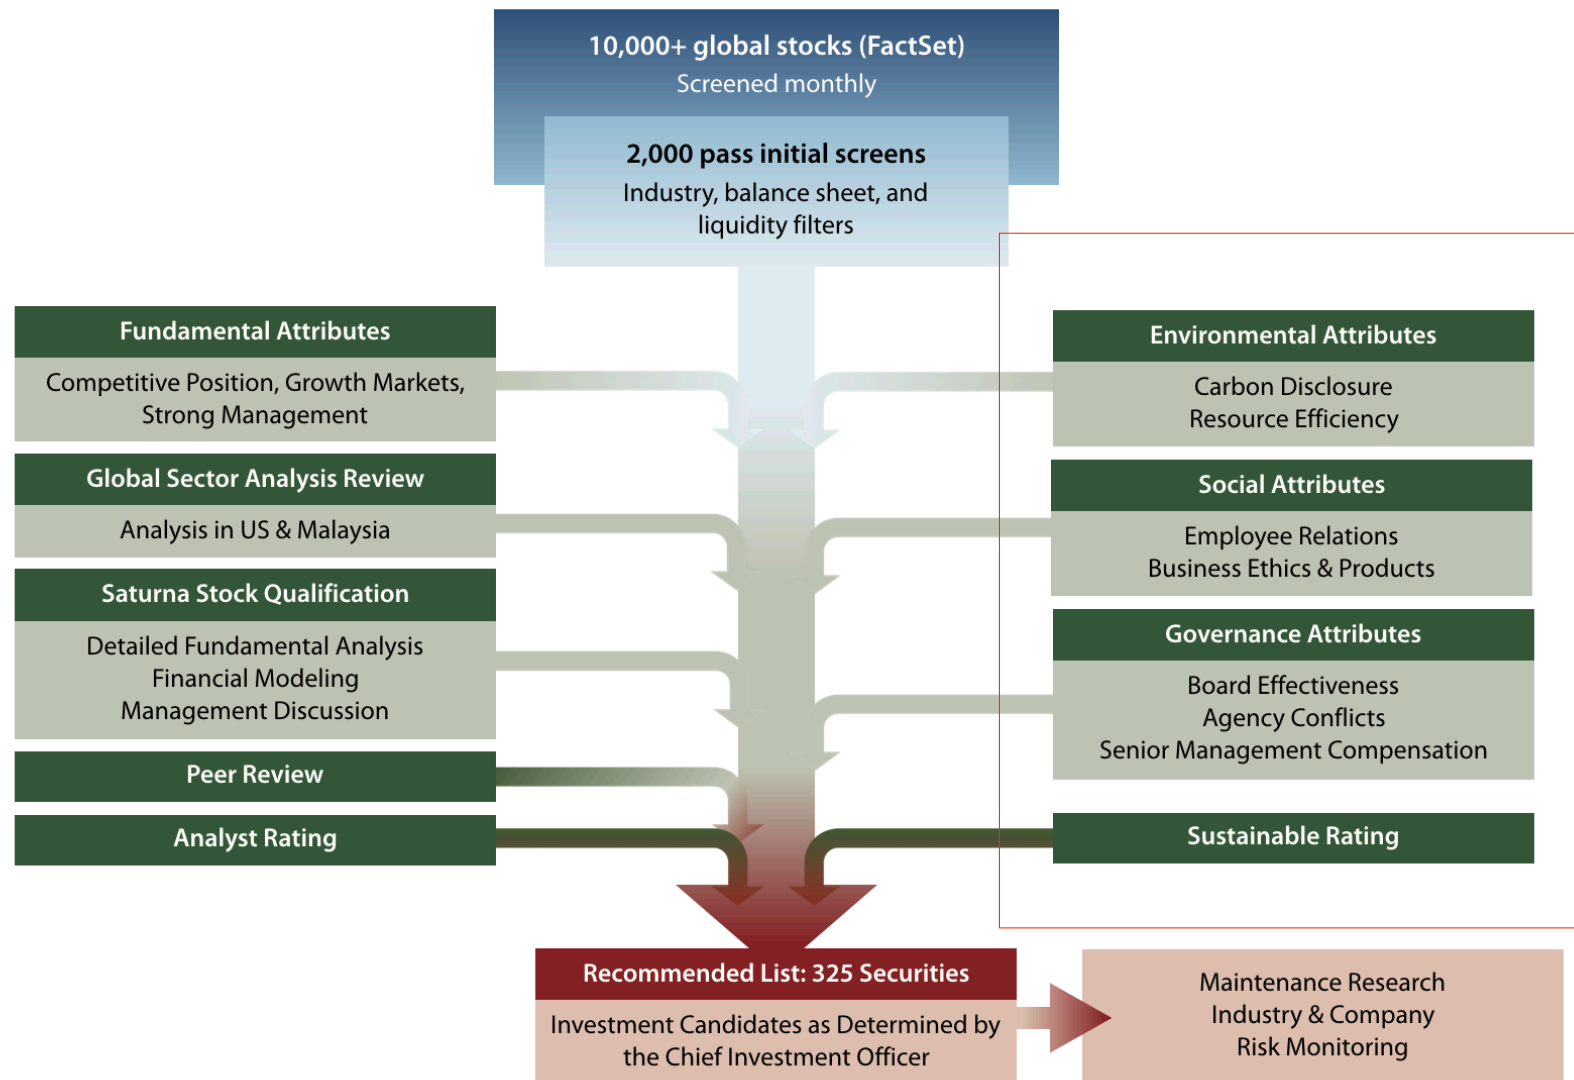 10,000+ global stocks (FactSet)
Screened monthly
2,000 pass initial screens
Industry, balance sheet, and
liquidity filters
Fundamental Attributes
Competitive Position, Growth Markets,
Strong Management
Global Sector Analysis Review
Analysis in US & Malaysia
Saturna Stock Qualification
Detailed Fundamental Analysis
Financial Modeling
Management Discussion
Peer Review
Analyst Rating
Environmental Attributes
Carbon Disclosure
Resource Efficiency
Social Attributes
Employee Relations
Business Ethics & Products
Governance Attributes
Board Effectiveness
Agency Conflicts
Senior Management Compensation
Sustainable Rating
Recommended List: 325 Securities
Investment Candidates as Determined by
the Chief Investment Officer
Maintenance Research
Industry & Company
Risk Monitoring